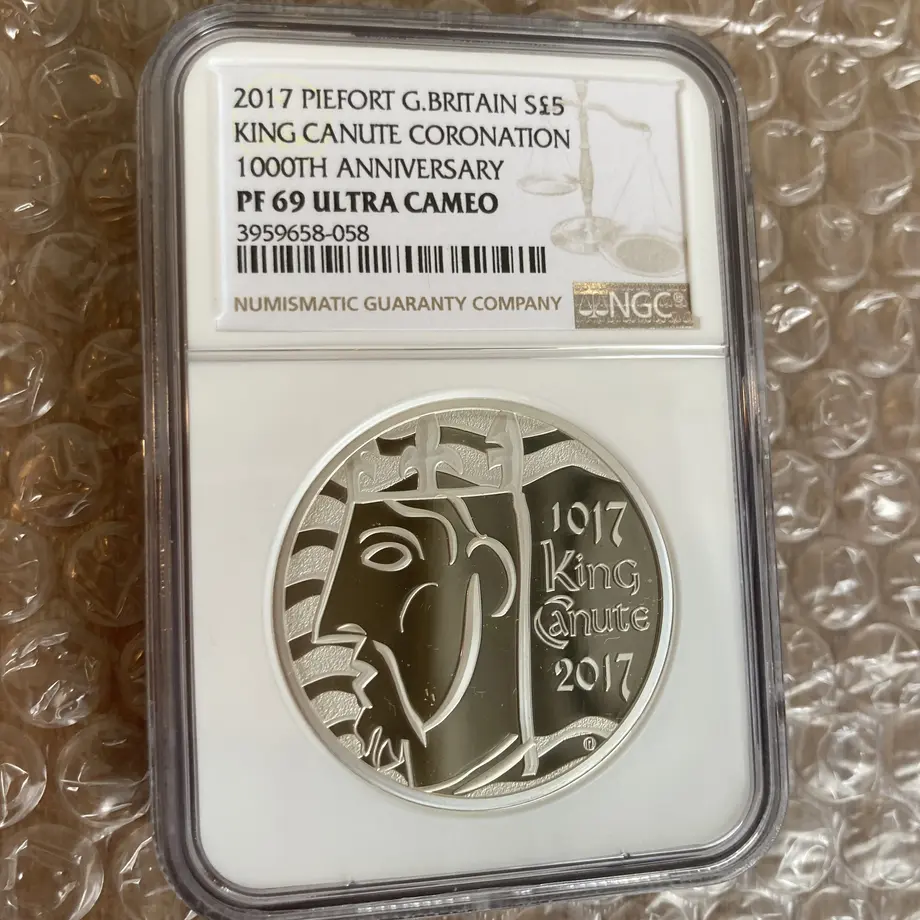 2017 PIEFORT G.BRITAIN S£5
KING CANUTE CORONATION
1000TH ANNIVERSARY
PF 69 ULTRA CAMEO
3959658-058
NUMISMATIC GUARANTY COMPANY
NGC®
1017
King
Canute
2017